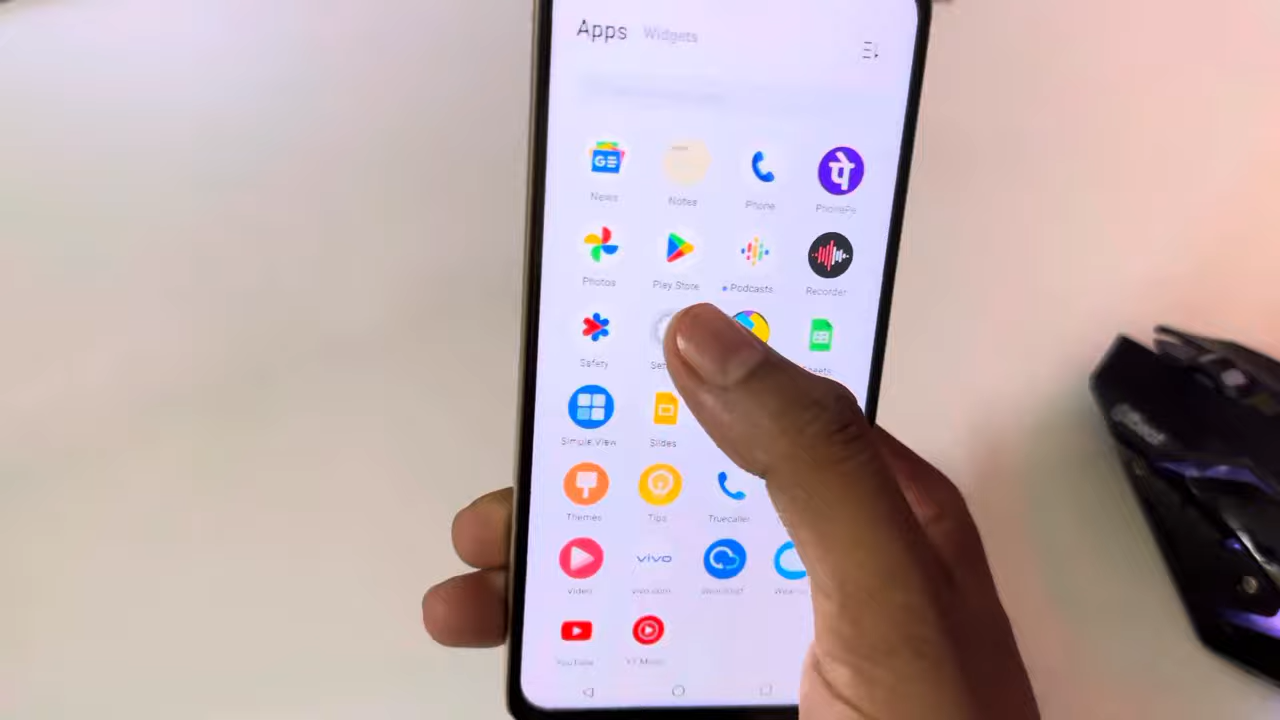 Apps Widgets
GE
पे
News Notes Phone PhonePe
Photos Play Store Podcasts Recorder
Safety
Simple View Slides
Themes Tips Truecaller
vivo
Video vivo.com
YouTube YT Music